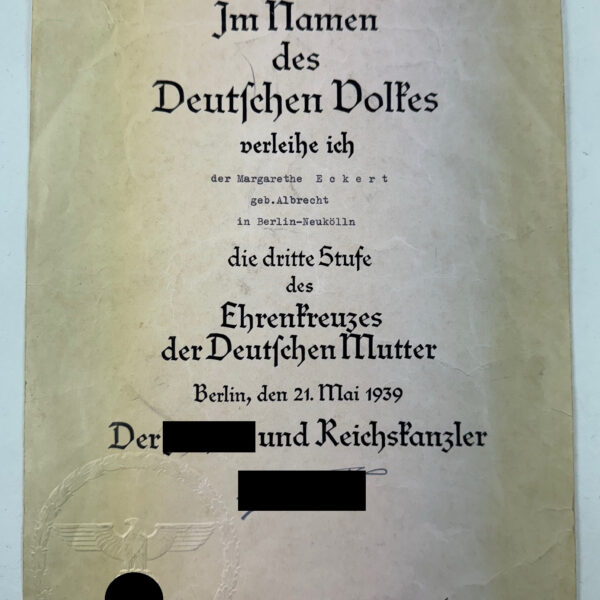 Im Namen
des
Deutschen Volkes
verleihe ich
der Margarethe E c k e r t
geb.Albrecht
in Berlin-Neukölln
die dritte Stufe
des
Ehrenkreuzes
der Deutschen Mutter
Berlin, den 21. Mai 1939
Der und Reichskanzler